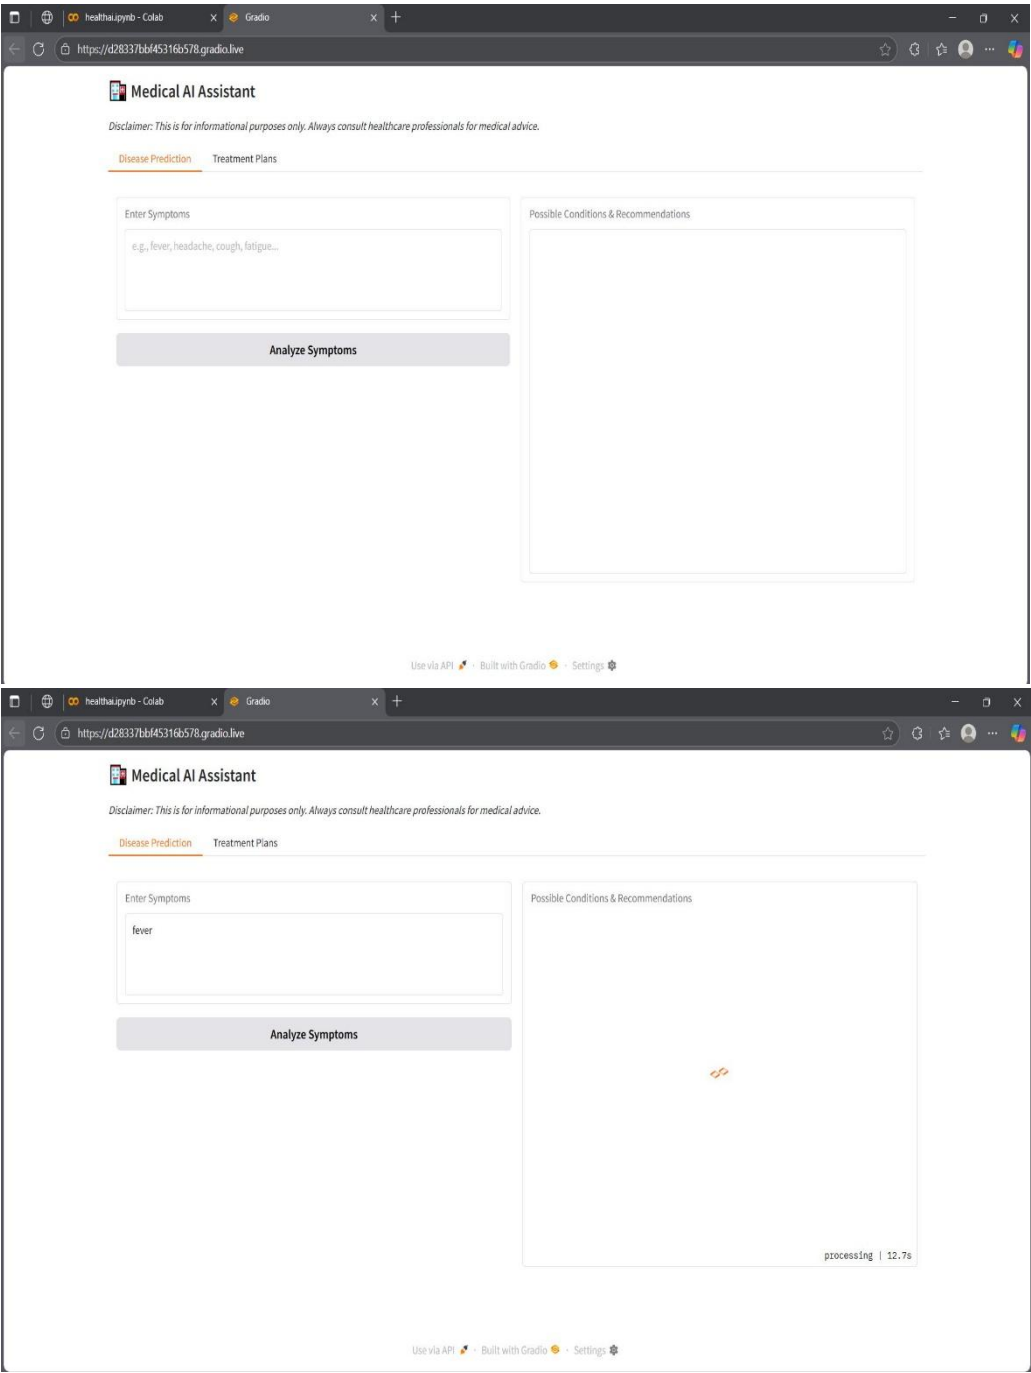 healthai.ipynb - Colab
Gradio
https://d28337bbf45316b578.gradio.live
Medical AI Assistant
Disclaimer: This is for informational purposes only. Always consult healthcare professionals for medical advice.
Disease Prediction Treatment Plans
Enter Symptoms
e.g., fever, headache, cough, fatigue...
Analyze Symptoms
Possible Conditions & Recommendations
Use via API · Built with Gradio · Settings
healthai.ipynb - Colab
Gradio
https://d28337bbf45316b578.gradio.live
Medical AI Assistant
Disclaimer: This is for informational purposes only. Always consult healthcare professionals for medical advice.
Disease Prediction Treatment Plans
Enter Symptoms
fever
Analyze Symptoms
Possible Conditions & Recommendations
processing | 12.7s
Use via API · Built with Gradio · Settings